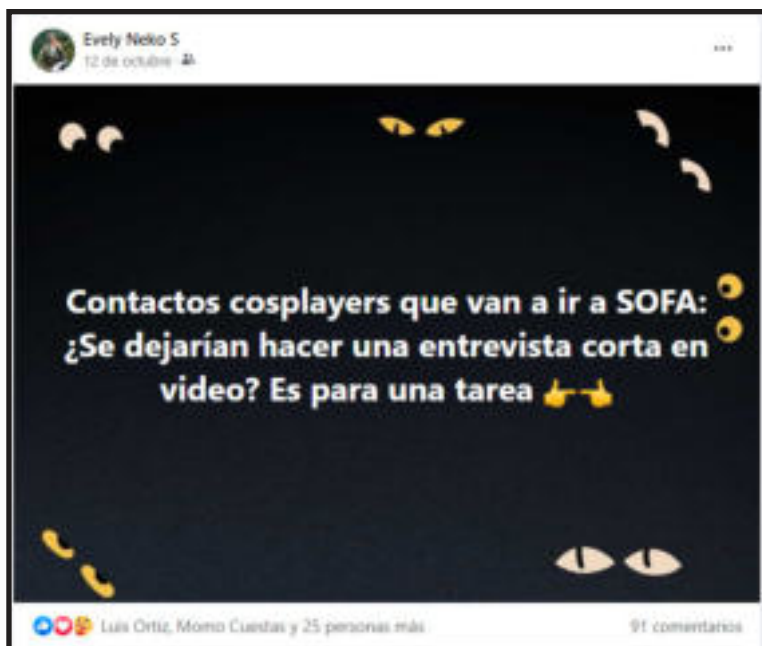 Evely Neko S
12 de octubre
Contactos cosplayers que van a ir a SOFA:
¿Se dejarían hacer una entrevista corta en
video? Es para una tarea
Luis Ortiz, Momo Cuestas y 25 personas más
91 comentarios